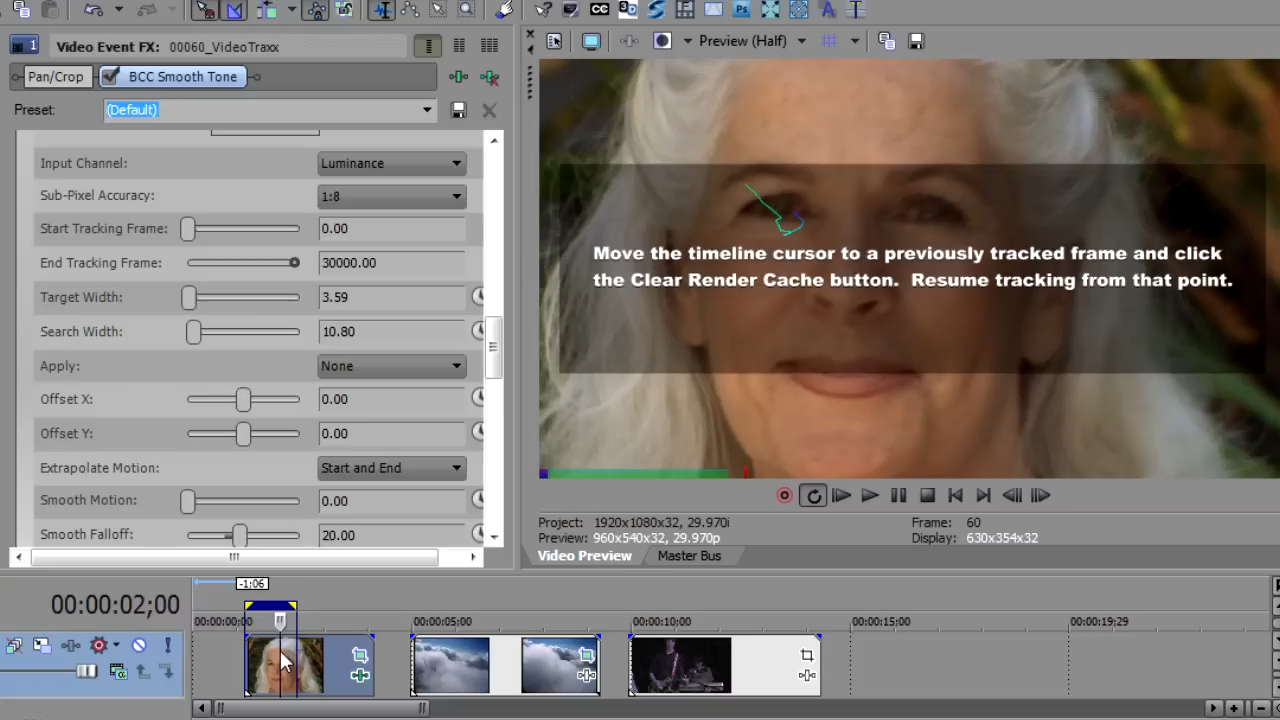 CC
3D
Ps
A
T
1
Video Event FX:
00060_VideoTraxx
Pan/Crop
BCC Smooth Tone
Preset:
(Default)
Input Channel:
Luminance
Sub-Pixel Accuracy:
1:8
Start Tracking Frame:
0.00
End Tracking Frame:
30000.00
Target Width:
3.59
Search Width:
10.80
Apply:
None
Offset X:
0.00
Offset Y:
0.00
Extrapolate Motion:
Start and End
Smooth Motion:
0.00
Smooth Falloff:
20.00
Preview (Half)
Move the timeline cursor to a previously tracked frame and click
the Clear Render Cache button. Resume tracking from that point.
Project: 1920x1080x32, 29.970i
Preview: 960x540x32, 29.970p
Frame: 60
Display: 630x354x32
Video Preview
Master Bus
-1:06
00:00:02;00
00:00:00;00
00:00:05;00
00:00:10;00
00:00:15;00
00:00:19;29